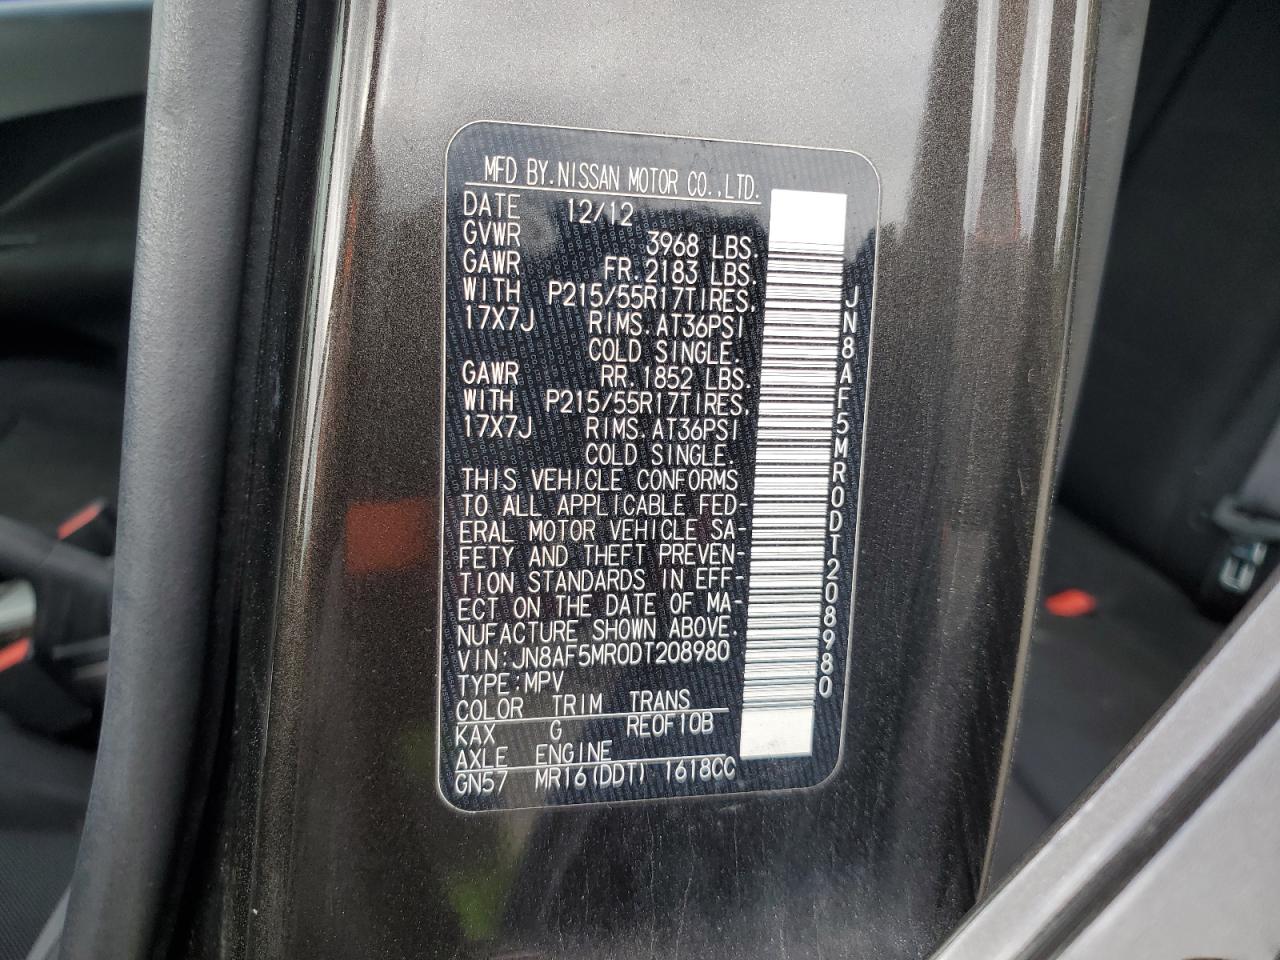 MFD BY.NISSAN MOTOR CO.,LTD.
DATE 12/12
GVWR 3968 LBS.
GAWR FR.2183 LBS.
WITH P215/55R17TIRES,
17X7J RIMS.AT36PSI
COLD SINGLE.
GAWR RR.1852 LBS.
WITH P215/55R17TIRES,
17X7J RIMS.AT36PSI
COLD SINGLE.
THIS VEHICLE CONFORMS
TO ALL APPLICABLE FED-
ERAL MOTOR VEHICLE SA-
FETY AND THEFT PREVEN-
TION STANDARDS IN EFF-
ECT ON THE DATE OF MA-
NUFACTURE SHOWN ABOVE.
VIN:JN8AF5MR0DT208980
TYPE:MPV
COLOR TRIM TRANS
KAX G RE0F10B
AXLE ENGINE
GN57 MR16(DDT) 1618CC
JN8AF5MR0DT208980